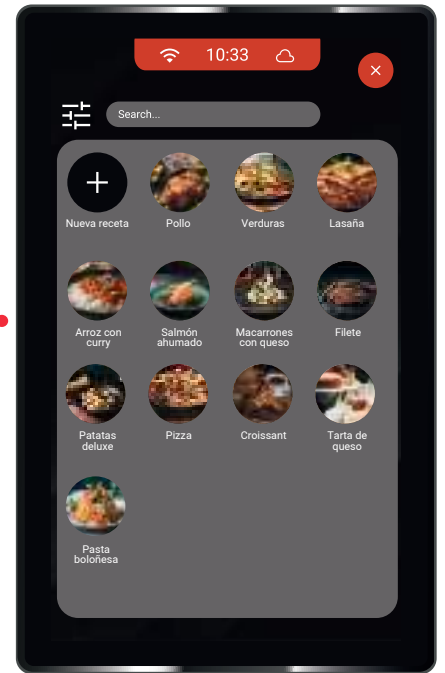 10:33
Search...
Nueva receta
Pollo
Verduras
Lasaña
Arroz con
curry
Salmón
ahumado
Macarrones
con queso
Filete
Patatas
deluxe
Pizza
Croissant
Tarta de
queso
Pasta
boloñesa